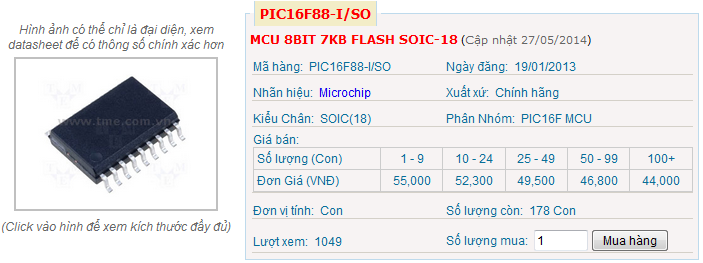 Hình ảnh có thể chỉ là đại diện, xem
datasheet để có thông số chính xác hơn
www.tme.com.vn
(Click vào hình để xem kích thước đầy đủ)
PIC16F88-I/SO
MCU 8BIT 7KB FLASH SOIC-18 (Cập nhật 27/05/2014)
Mã hàng: PIC16F88-I/SO Ngày đăng: 19/01/2013
Nhãn hiệu: Microchip Xuất xứ: Chính hãng
Kiểu Chân: SOIC(18) Phân Nhóm: PIC16F MCU
Giá bán:
Số lượng (Con) 1 - 9 10 - 24 25 - 49 50 - 99 100+
Đơn Giá (VNĐ) 55,000 52,300 49,500 46,800 44,000
Đơn vị tính: Con Số lượng còn: 178 Con
Lượt xem: 1049 Số lượng mua: 1 Mua hàng